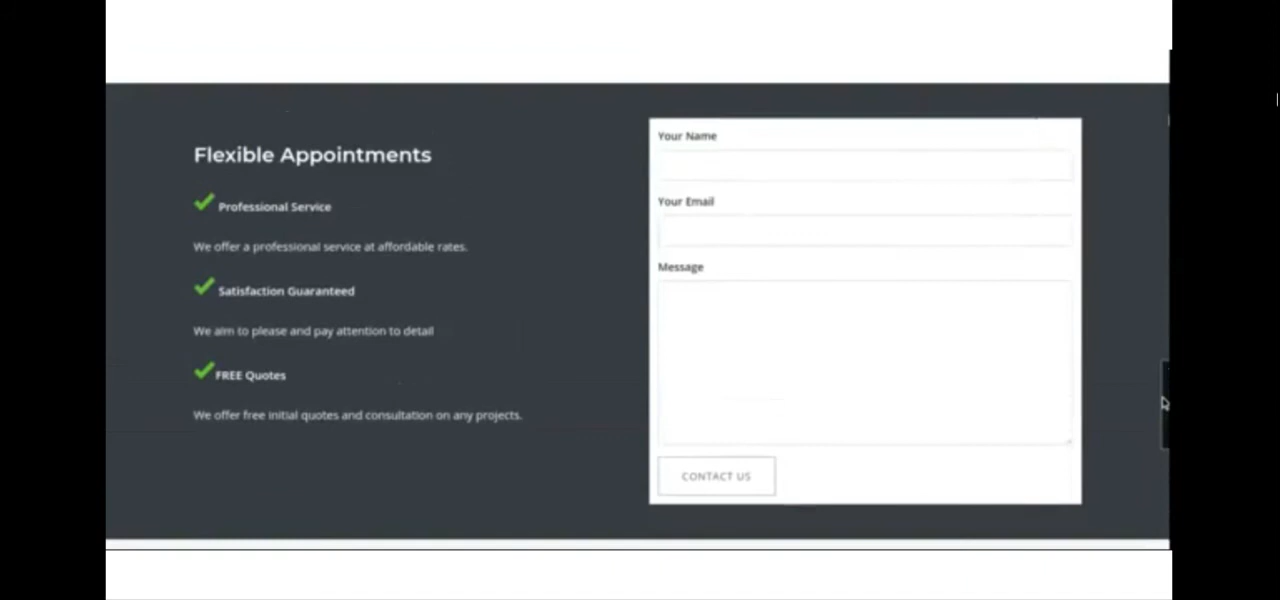 Flexible Appointments
Professional Service
We offer a professional service at affordable rates.
Satisfaction Guaranteed
We aim to please and pay attention to detail
FREE Quotes
We offer free initial quotes and consultation on any projects.
Your Name
Your Email
Message
CONTACT US